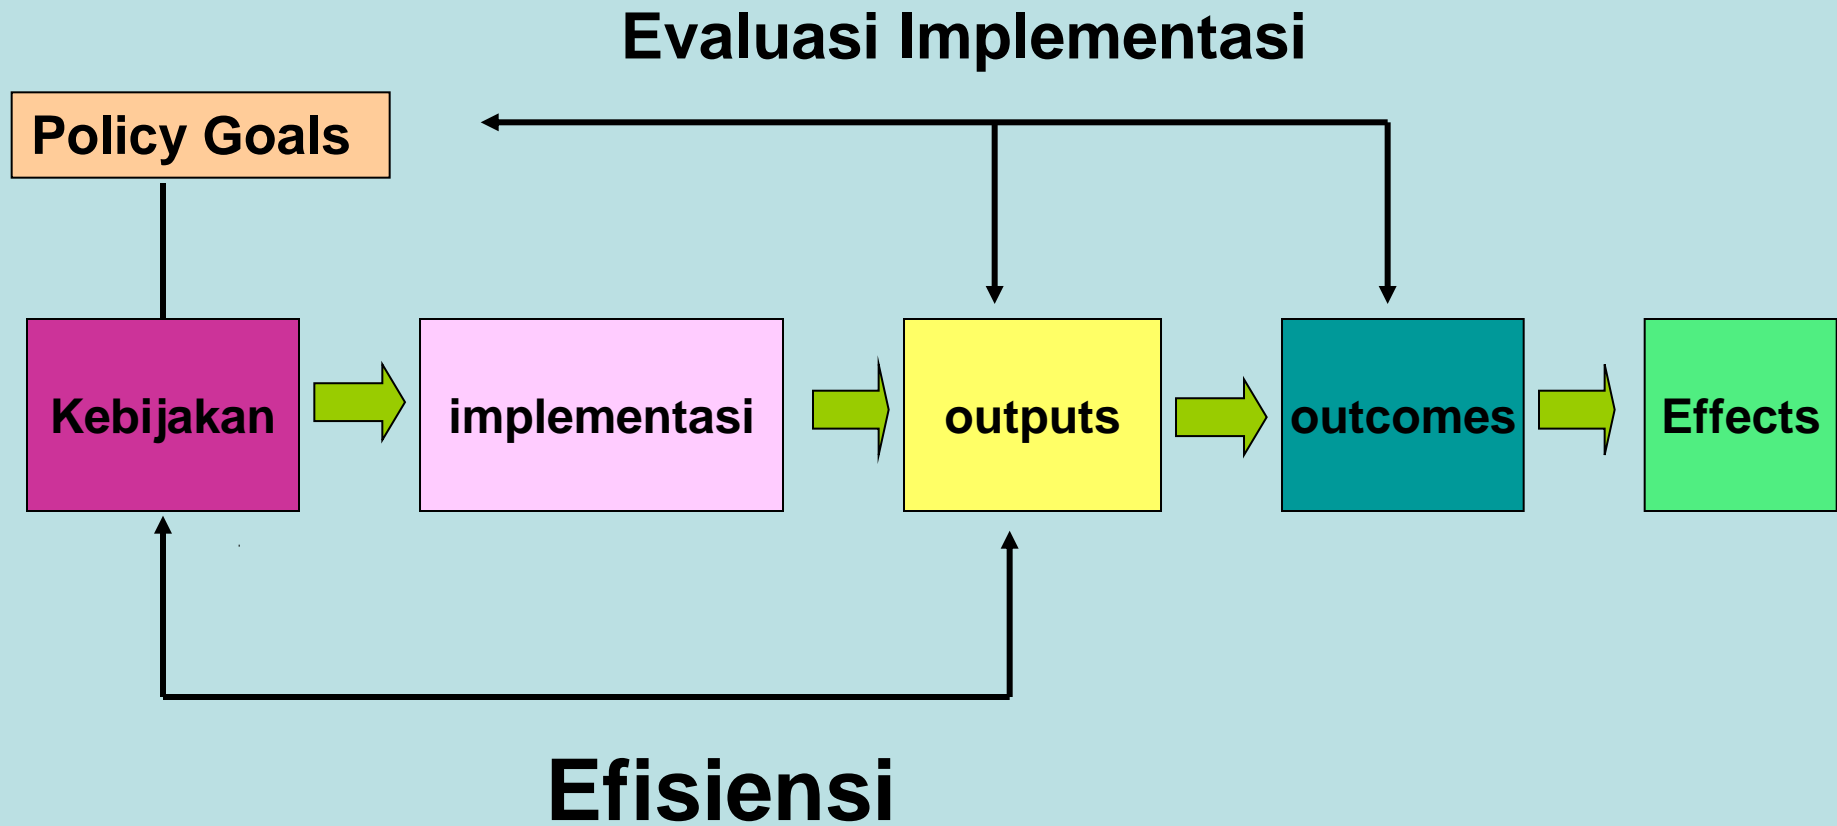 Evaluasi Implementasi
Policy Goals
Kebijakan
implementasi
outputs
outcomes
Effects
Efisiensi